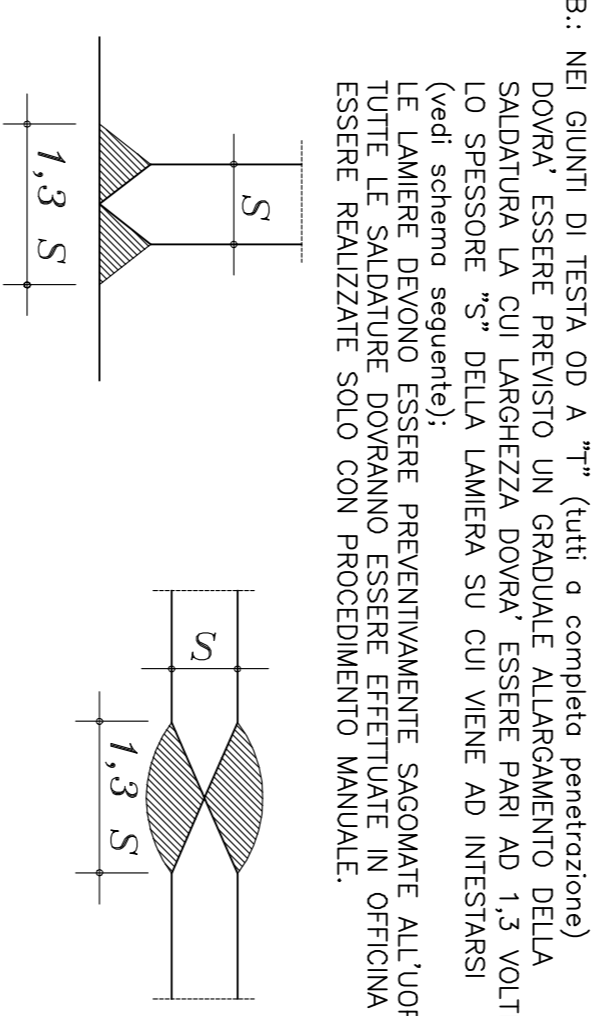 B.: NEI GIUNTI DI TESTA OD A "T" (tutti a completa penetrazione)
DOVRA' ESSERE PREVISTO UN GRADUALE ALLARGAMENTO DELLA
SALDATURA LA CUI LARGHEZZA DOVRA' ESSERE PARI AD 1,3 VOLT
LO SPESSORE "S" DELLA LAMIERA SU CUI VIENE AD INTESTARSI
(vedi schema seguente);
LE LAMIERE DEVONO ESSERE PREVENTIVAMENTE SAGOMATE ALL'UOP
TUTTE LE SALDATURE DOVRANNO ESSERE EFFETTUATE IN OFFICINA
ESSERE REALIZZATE SOLO CON PROCEDIMENTO MANUALE.
S
1,3 S
S
1,3 S